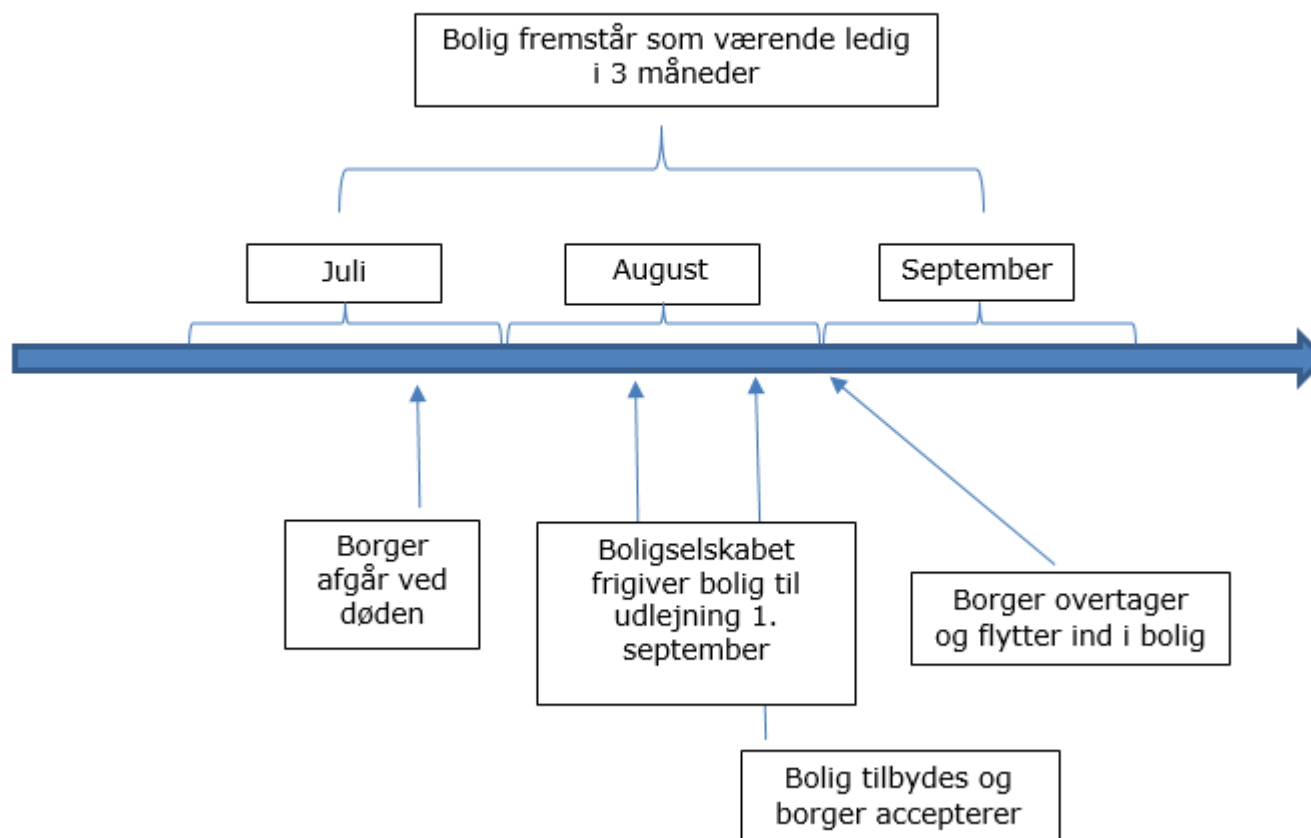 Bolig fremstår som værende ledig
i 3 måneder
Juli
August
September
Borger
afgår ved
døden
Boligselskabet
frigiver bolig til
udlejning 1.
september
Borger overtager
og flytter ind i bolig
Bolig tilbydes og
borger accepterer